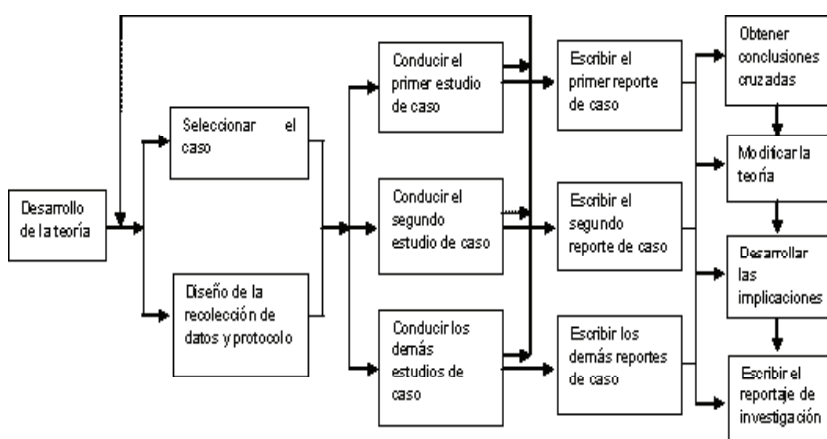 Desarrollo
de la teoría
Seleccionar el
caso
Diseño de la
recolección de
datos y protocolo
Conducir el
primer estudio
de caso
Conducir el
segundo
estudio de caso
Conducir los
demás
estudios de
caso
Escribir el
primer reporte
de caso
Escribir el
segundo
reporte de caso
Escribir los
demás reportes
de caso
Obtener
conclusiones
cruzadas
Modificar la
teoría
Desarrollar
las
implicaciones
Escribir el
reportaje de
investigación